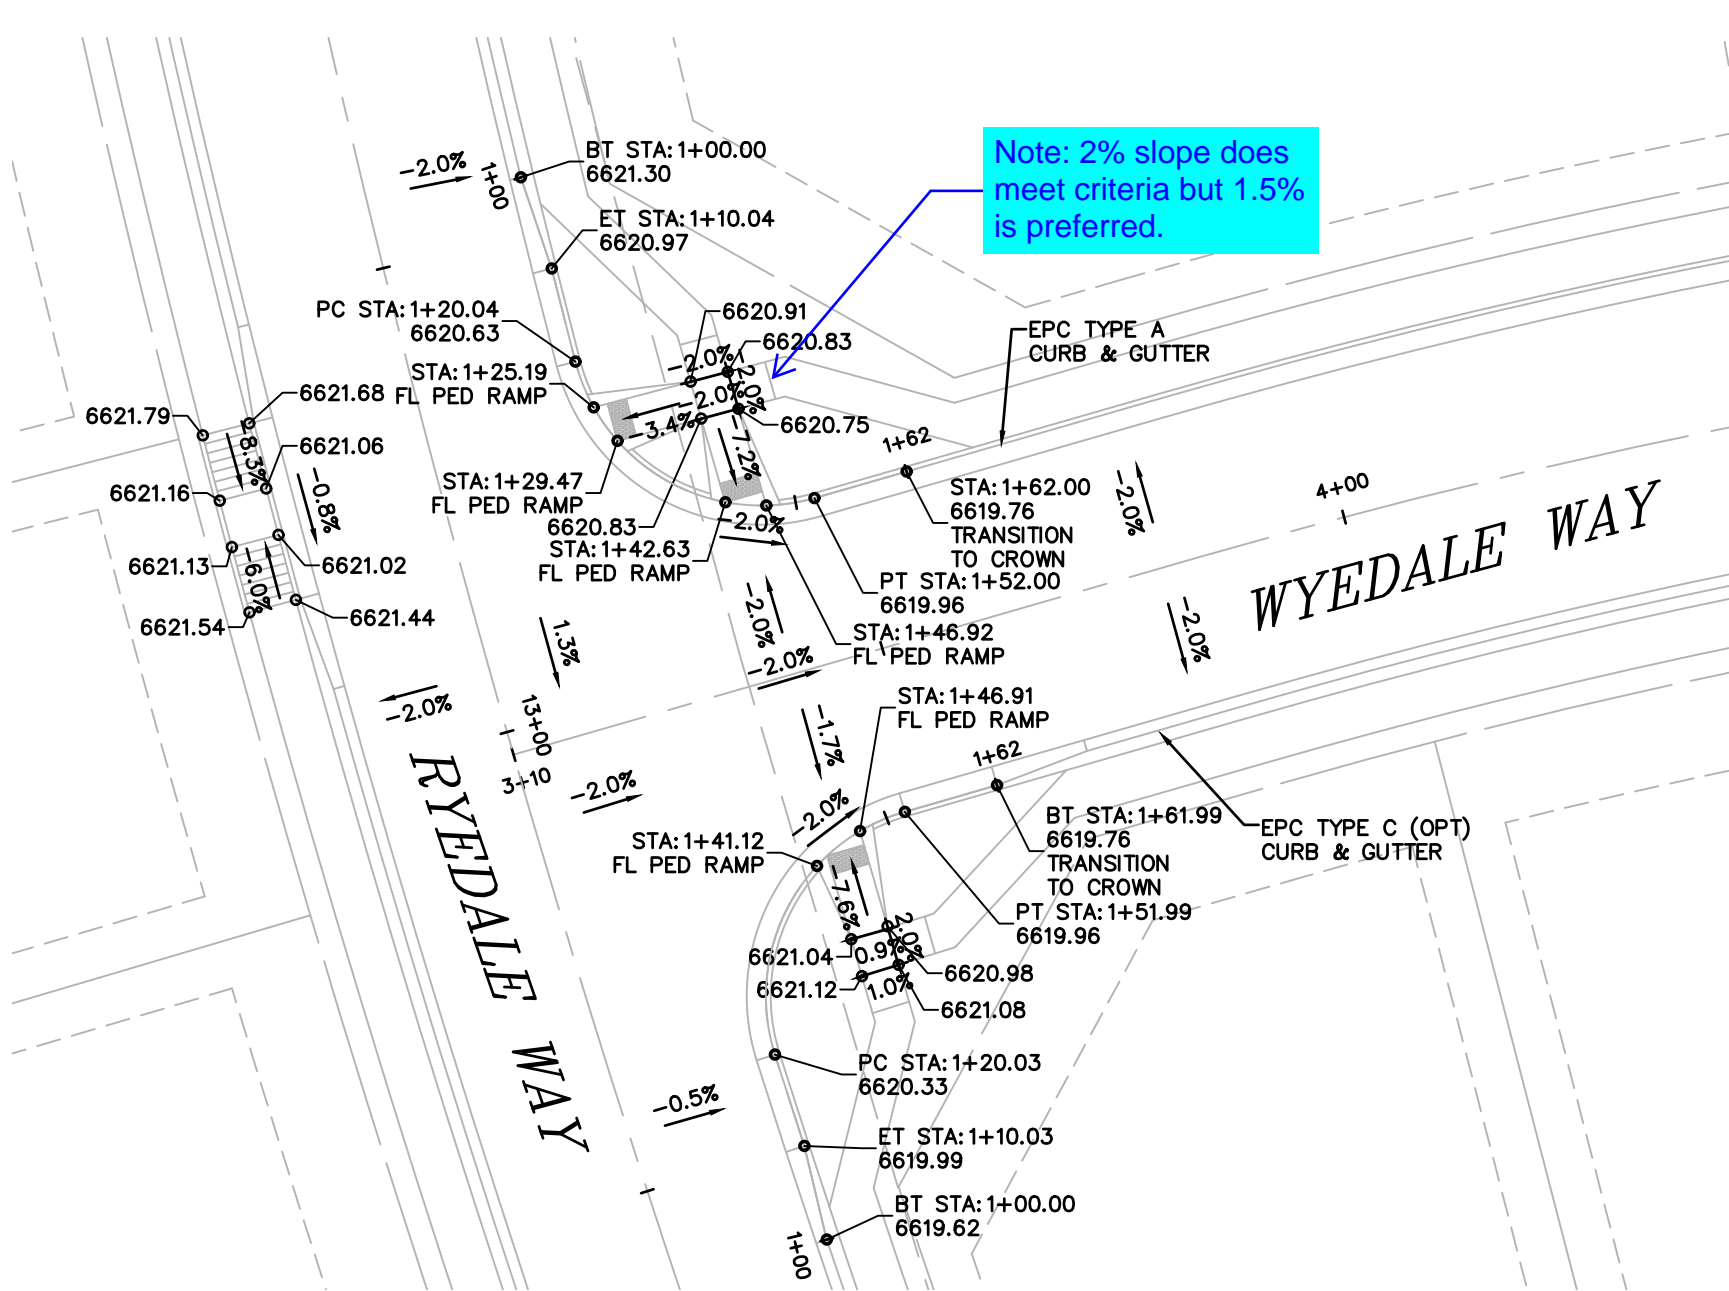 Note: 2% slope does
meet criteria but 1.5%
is preferred.
-2.0%
1+00
BT STA:1+00.00
6621.30
ET STA:1+10.04
6620.97
PC STA:1+20.04
6620.63
STA:1+25.19
FL PED RAMP
6620.91
6620.83
-2.0%
-2.0%
-2.0%
-3.4%
-7.2%
6620.75
EPC TYPE A
CURB & GUTTER
6621.79
6621.68
6621.06
-8.3%
6621.16
-0.8%
6621.13
6621.02
-6.0%
6621.54
6621.44
STA:1+29.47
FL PED RAMP
6620.83
STA:1+42.63
FL PED RAMP
-2.0%
1+62
STA:1+62.00
6619.76
TRANSITION
TO CROWN
PT STA:1+52.00
6619.96
STA:1+46.92
FL PED RAMP
-2.0%
4+00
WYEDALE WAY
-2.0%
-2.0%
-2.0%
1.3%
-2.0%
13+00
3+10
-2.0%
-1.7%
STA:1+46.91
FL PED RAMP
1+62
-2.0%
STA:1+41.12
FL PED RAMP
BT STA:1+61.99
6619.76
TRANSITION
TO CROWN
PT STA:1+51.99
6619.96
EPC TYPE C (OPT)
CURB & GUTTER
RYEDALE WAY
-7.6%
2.0%
0.9%
1.0%
6621.04
6621.12
6620.98
6621.08
PC STA:1+20.03
6620.33
-0.5%
ET STA:1+10.03
6619.99
BT STA:1+00.00
6619.62
1+00